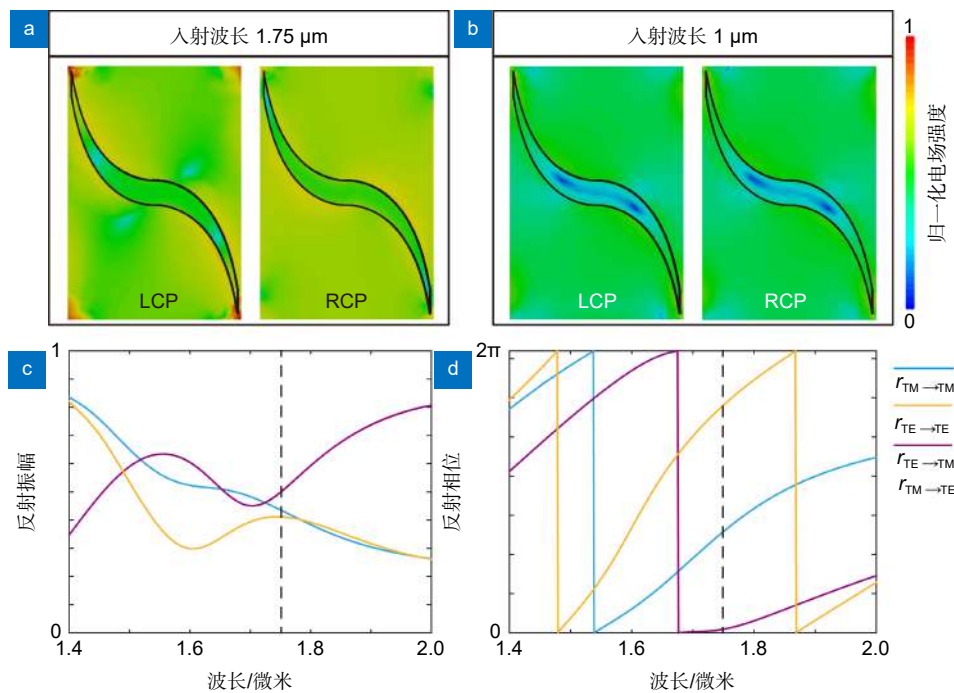 a
入射波长 1.75 μm
LCP
RCP
b
入射波长 1 μm
LCP
RCP
1
归一化电场强度
0
c
1
反射振幅
0
1.4
1.6
1.8
2.0
波长/微米
d
2π
反射相位
0
1.4
1.6
1.8
2.0
波长/微米
rTM→TM
rTE→TE
rTE→TM
rTM→TE